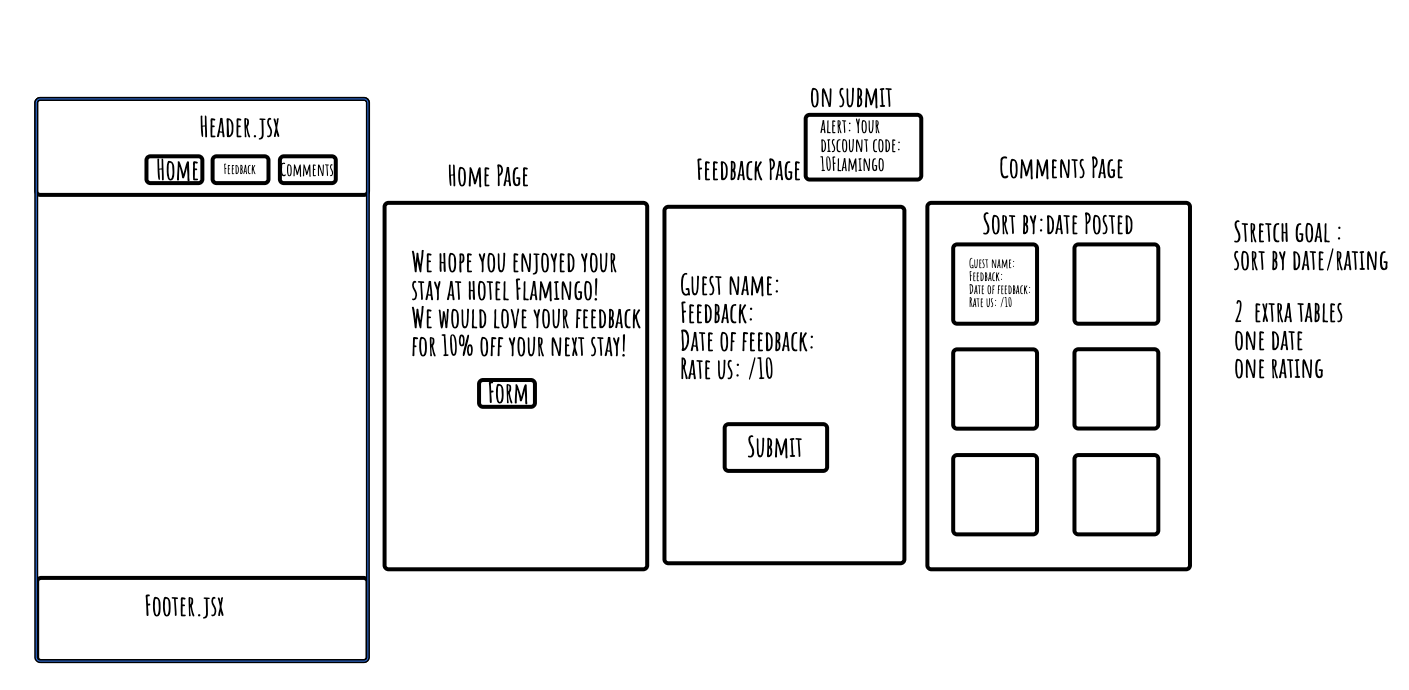 Header.jsx
Home
Feedback
Comments
Footer.jsx
Home Page
We hope you enjoyed your
stay at hotel Flamingo!
We would love your feedback
for 10% off your next stay!
Form
on submit
alert: Your
discount code:
10Flamingo
Feedback Page
Guest name:
Feedback:
Date of feedback:
Rate us: /10
Submit
Comments Page
Sort by:date Posted
Guest name:
Feedback:
Date of feedback:
Rate us: /10
Stretch goal :
sort by date/rating
2 extra tables
one date
one rating